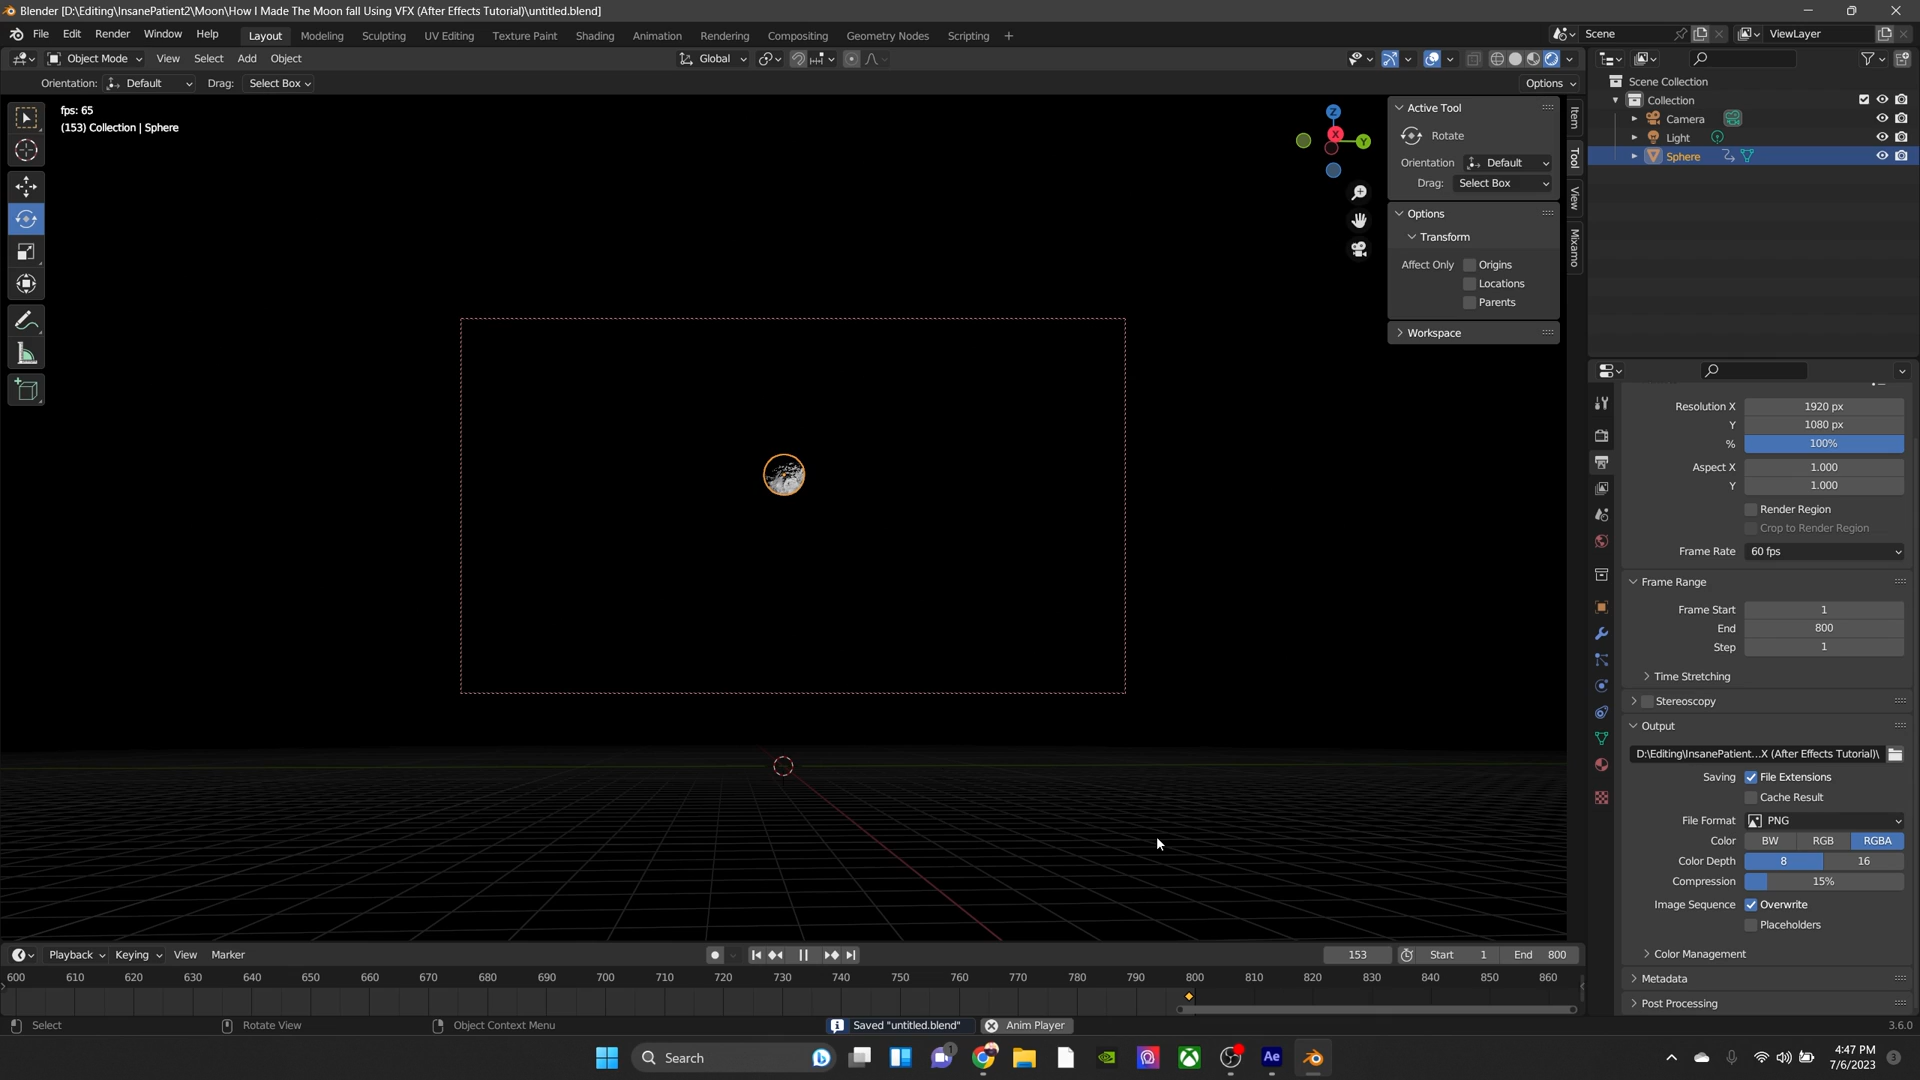 Blender [D:\Editing\InsanePatient2\Moon\How I Made The Moon fall Using VFX (After Effects Tutorial)\untitled.blend]
File Edit Render Window Help Layout Modeling Sculpting UV Editing Texture Paint Shading Animation Rendering Compositing Geometry Nodes Scripting + Scene ViewLayer
Object Mode View Select Add Object Global
Orientation: Default Drag: Select Box Options
fps: 65
(153) Collection | Sphere
Z
X
Y
Active Tool
Rotate
Orientation Default
Drag: Select Box
Options
Transform
Affect Only Origins
Locations
Parents
Workspace
Item
Tool
View
Mixamo
Scene Collection
Collection
Camera
Light
Sphere
Resolution X 1920 px
Y 1080 px
% 100%
Aspect X 1.000
Y 1.000
Render Region
Crop to Render Region
Frame Rate 60 fps
Frame Range
Frame Start 1
End 800
Step 1
Time Stretching
Stereoscopy
Output
D:\Editing\InsanePatient...X (After Effects Tutorial)\
Saving File Extensions
Cache Result
File Format PNG
Color BW RGB RGBA
Color Depth 8 16
Compression 15%
Image Sequence Overwrite
Placeholders
Color Management
Metadata
Post Processing
Playback Keying View Marker 153 Start 1 End 800
600 610 620 630 640 650 660 670 680 690 700 710 720 730 740 750 760 770 780 790 800 810 820 830 840 850 860
Select Rotate View Object Context Menu Saved "untitled.blend" Anim Player 3.6.0
Search
Ae
4:47 PM
7/6/2023
1
3